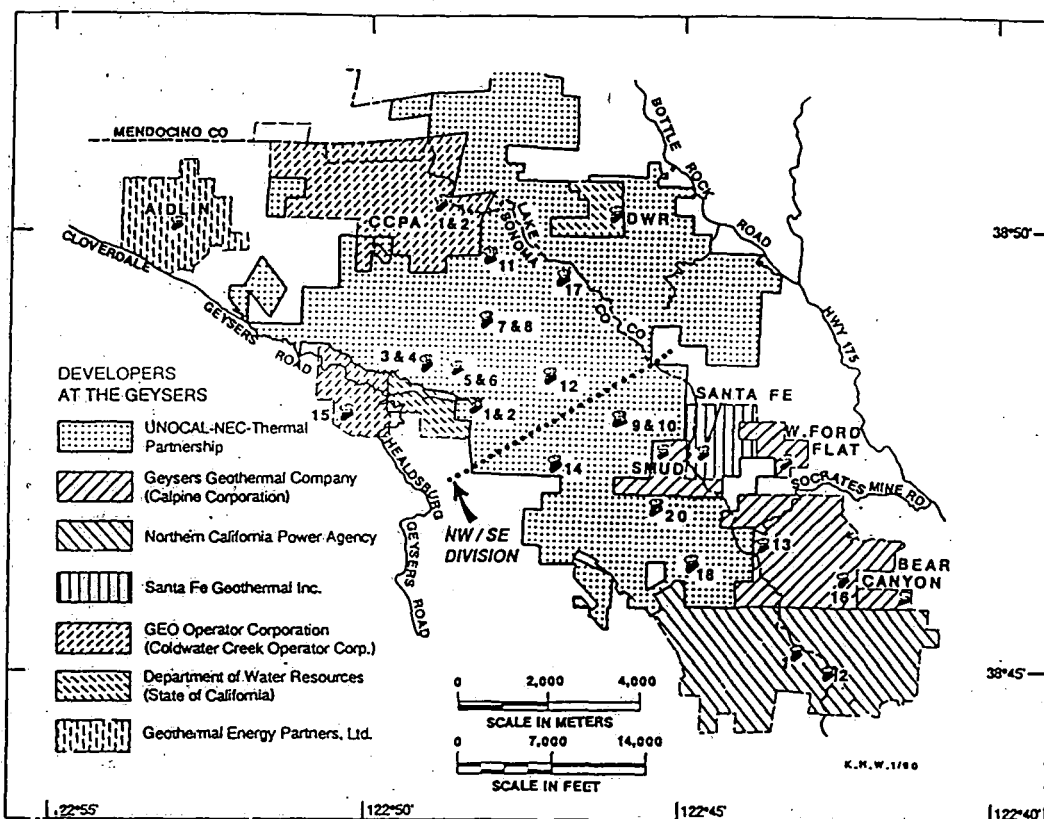 MENDOCINO CO
BOTTLE ROCK
ROAD
AIDLIN
CCPA
1 & 2
LAKE
SONOMA
DWR
38°50'
CLOVERDALE
GEYSERS
ROAD
11
17
CO
CO
HWY 175
7 & 8
3 & 4
5 & 6
12
1 & 2
15
SANTA FE
9 & 10
W. FORD
FLAT
SMUD
14
SOCRATES MINE RD
HEALDSBURG
GEYSERS
ROAD
NW / SE
DIVISION
20
13
18
16
BEAR
CANYON
1
2
38°45'
DEVELOPERS
AT THE GEYSERS
UNOCAL-NEC-Thermal
Partnership
Geysers Geothermal Company
(Calpine Corporation)
Northern California Power Agency
Santa Fe Geothermal Inc.
GEO Operator Corporation
(Coldwater Creek Operator Corp.)
Department of Water Resources
(State of California)
Geothermal Energy Partners, Ltd.
0 2,000 4,000
SCALE IN METERS
0 7,000 14,000
SCALE IN FEET
K.H.W. 1/90
122°55'
122°50'
122°45'
122°40'